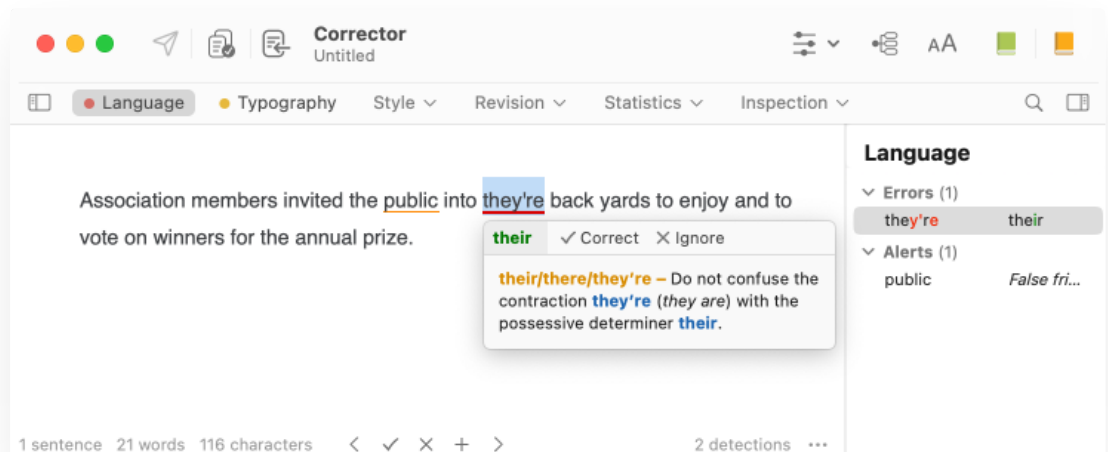 Corrector
Untitled
AA
Language Typography Style Revision Statistics Inspection
Association members invited the public into they're back yards to enjoy and to
vote on winners for the annual prize.
their Correct Ignore
their/there/they’re – Do not confuse the
contraction they’re (they are) with the
possessive determiner their.
Language
Errors (1)
they're their
Alerts (1)
public False fri...
1 sentence 21 words 116 characters 2 detections ...